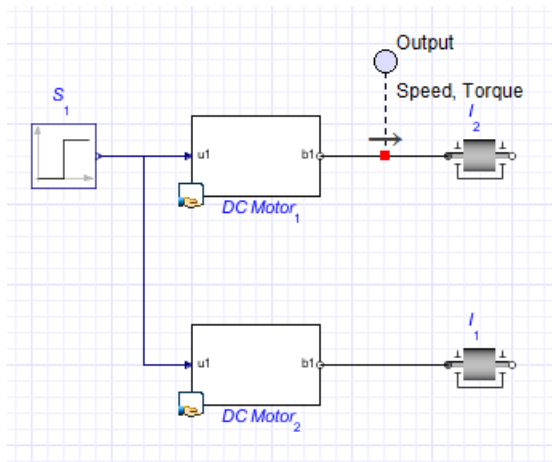 Output
S
1
Speed, Torque
I
2
u1
b1
DC Motor
1
I
1
u1
b1
DC Motor
2